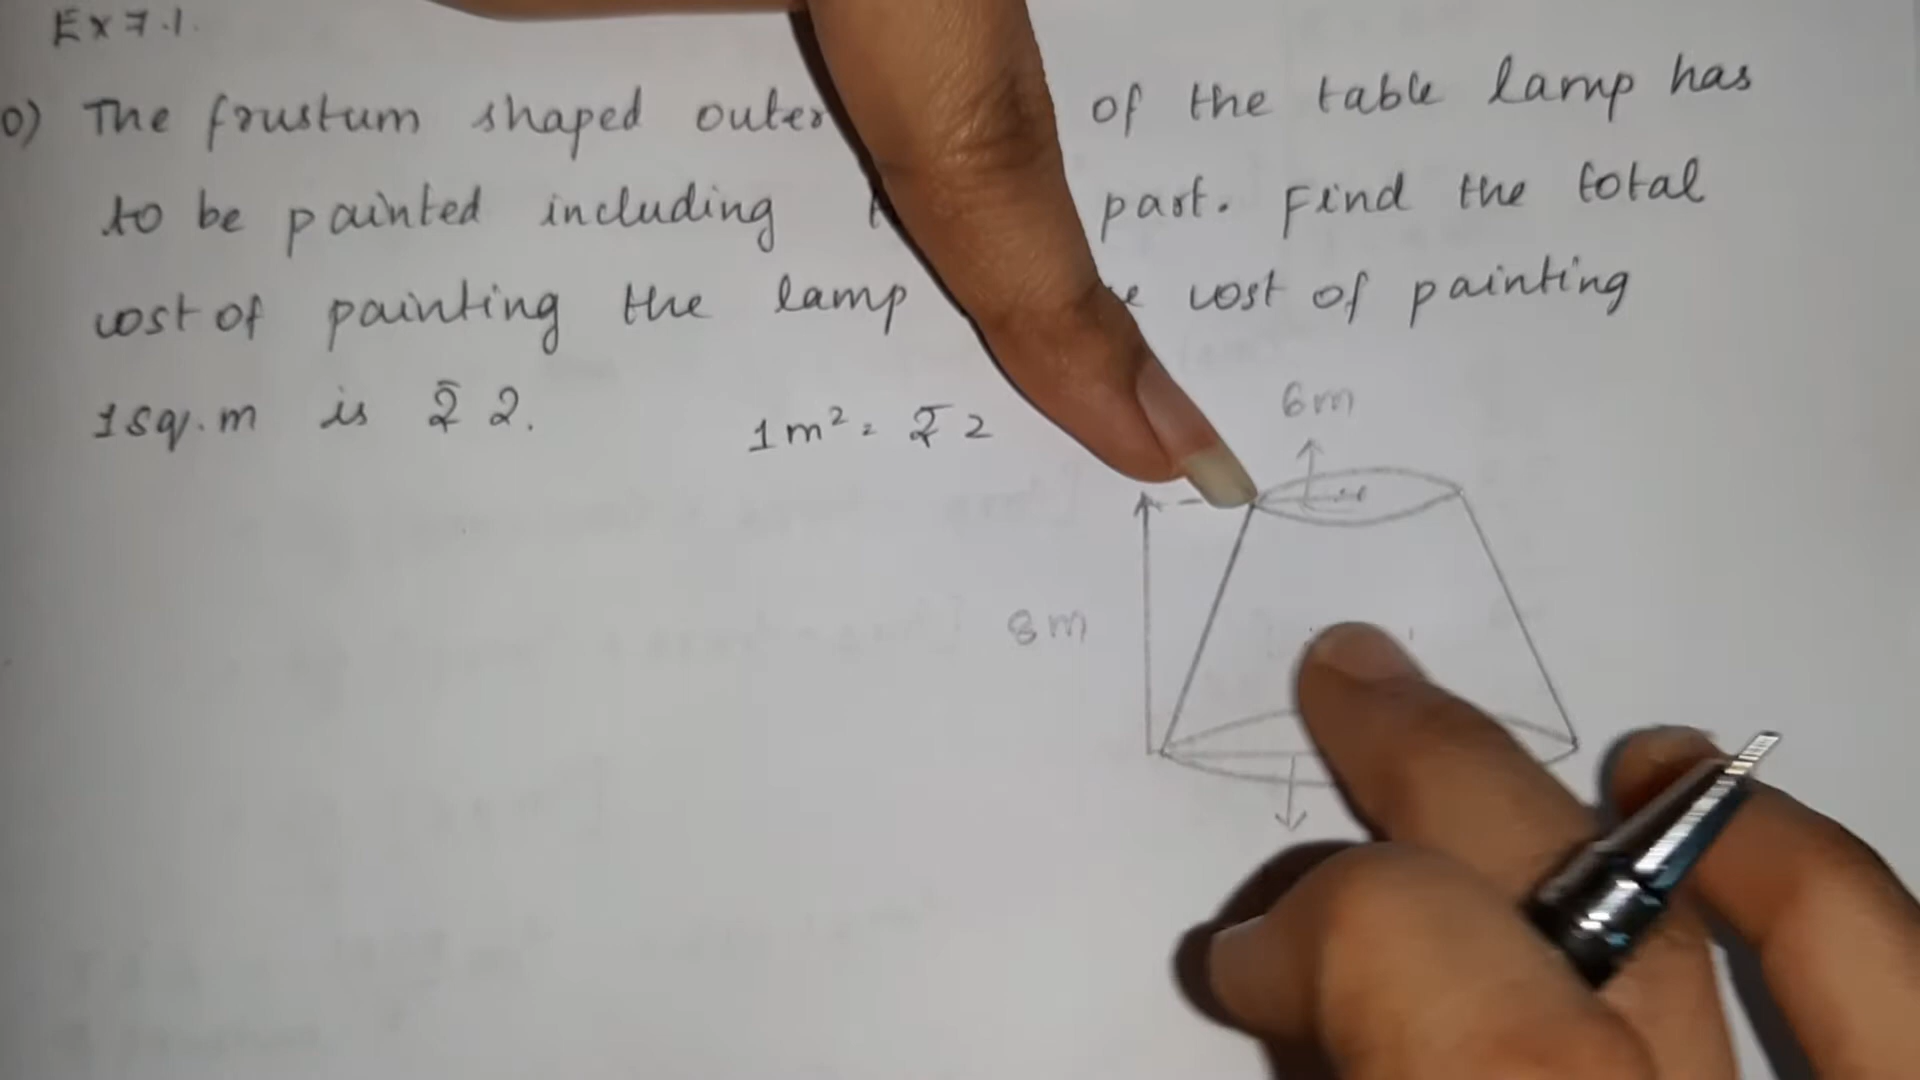 Ex 7.1.
0) The frustum shaped outer of the table lamp has
to be painted including part. Find the total
cost of painting the lamp cost of painting
1sq.m is ₹ 2.
1m² = ₹ 2
6m
8m